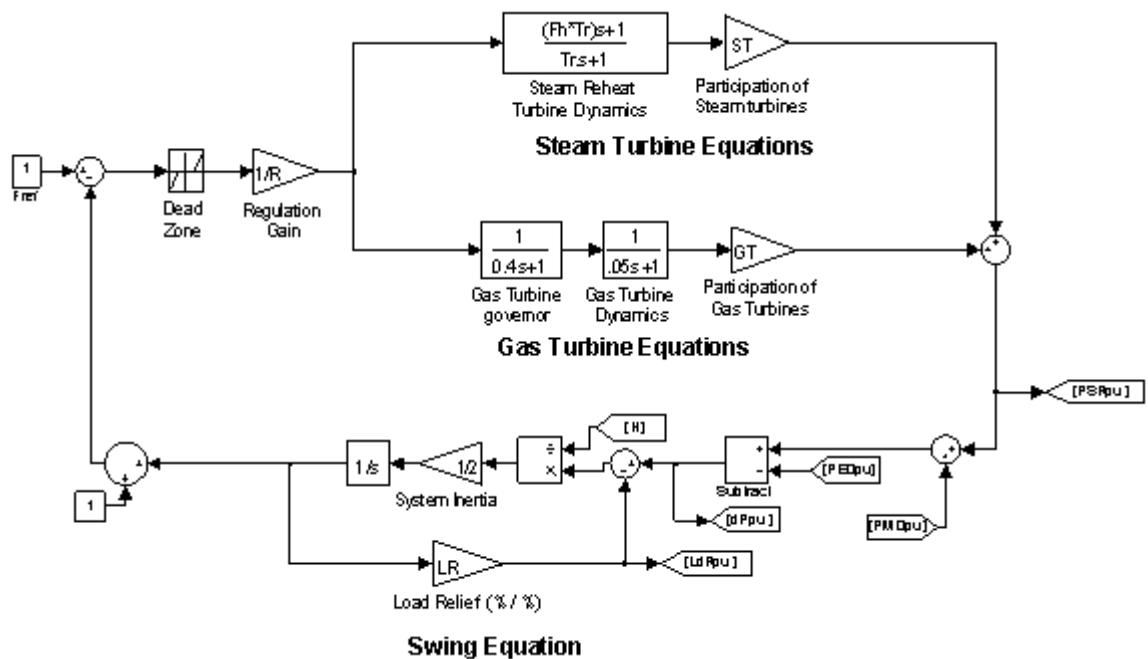 (Fh*Tr)s+1
Tr.s+1
Steam Reheat
Turbine Dynamics
ST
Participation of
Steam turbines
Steam Turbine Equations
1
Fref
Dead
Zone
1/R
Regulation
Gain
1
0.4s+1
Gas Turbine
governor
1
.05s+1
Gas Turbine
Dynamics
GT
Participation of
Gas Turbines
Gas Turbine Equations
[PSRpu]
[H]
1/s
1/2
System Inertia
÷
×
+
−
Subtract
[PEOpu]
[PMOpu]
[dPpu]
1
LR
Load Relief (% / %)
[LdRpu]
Swing Equation